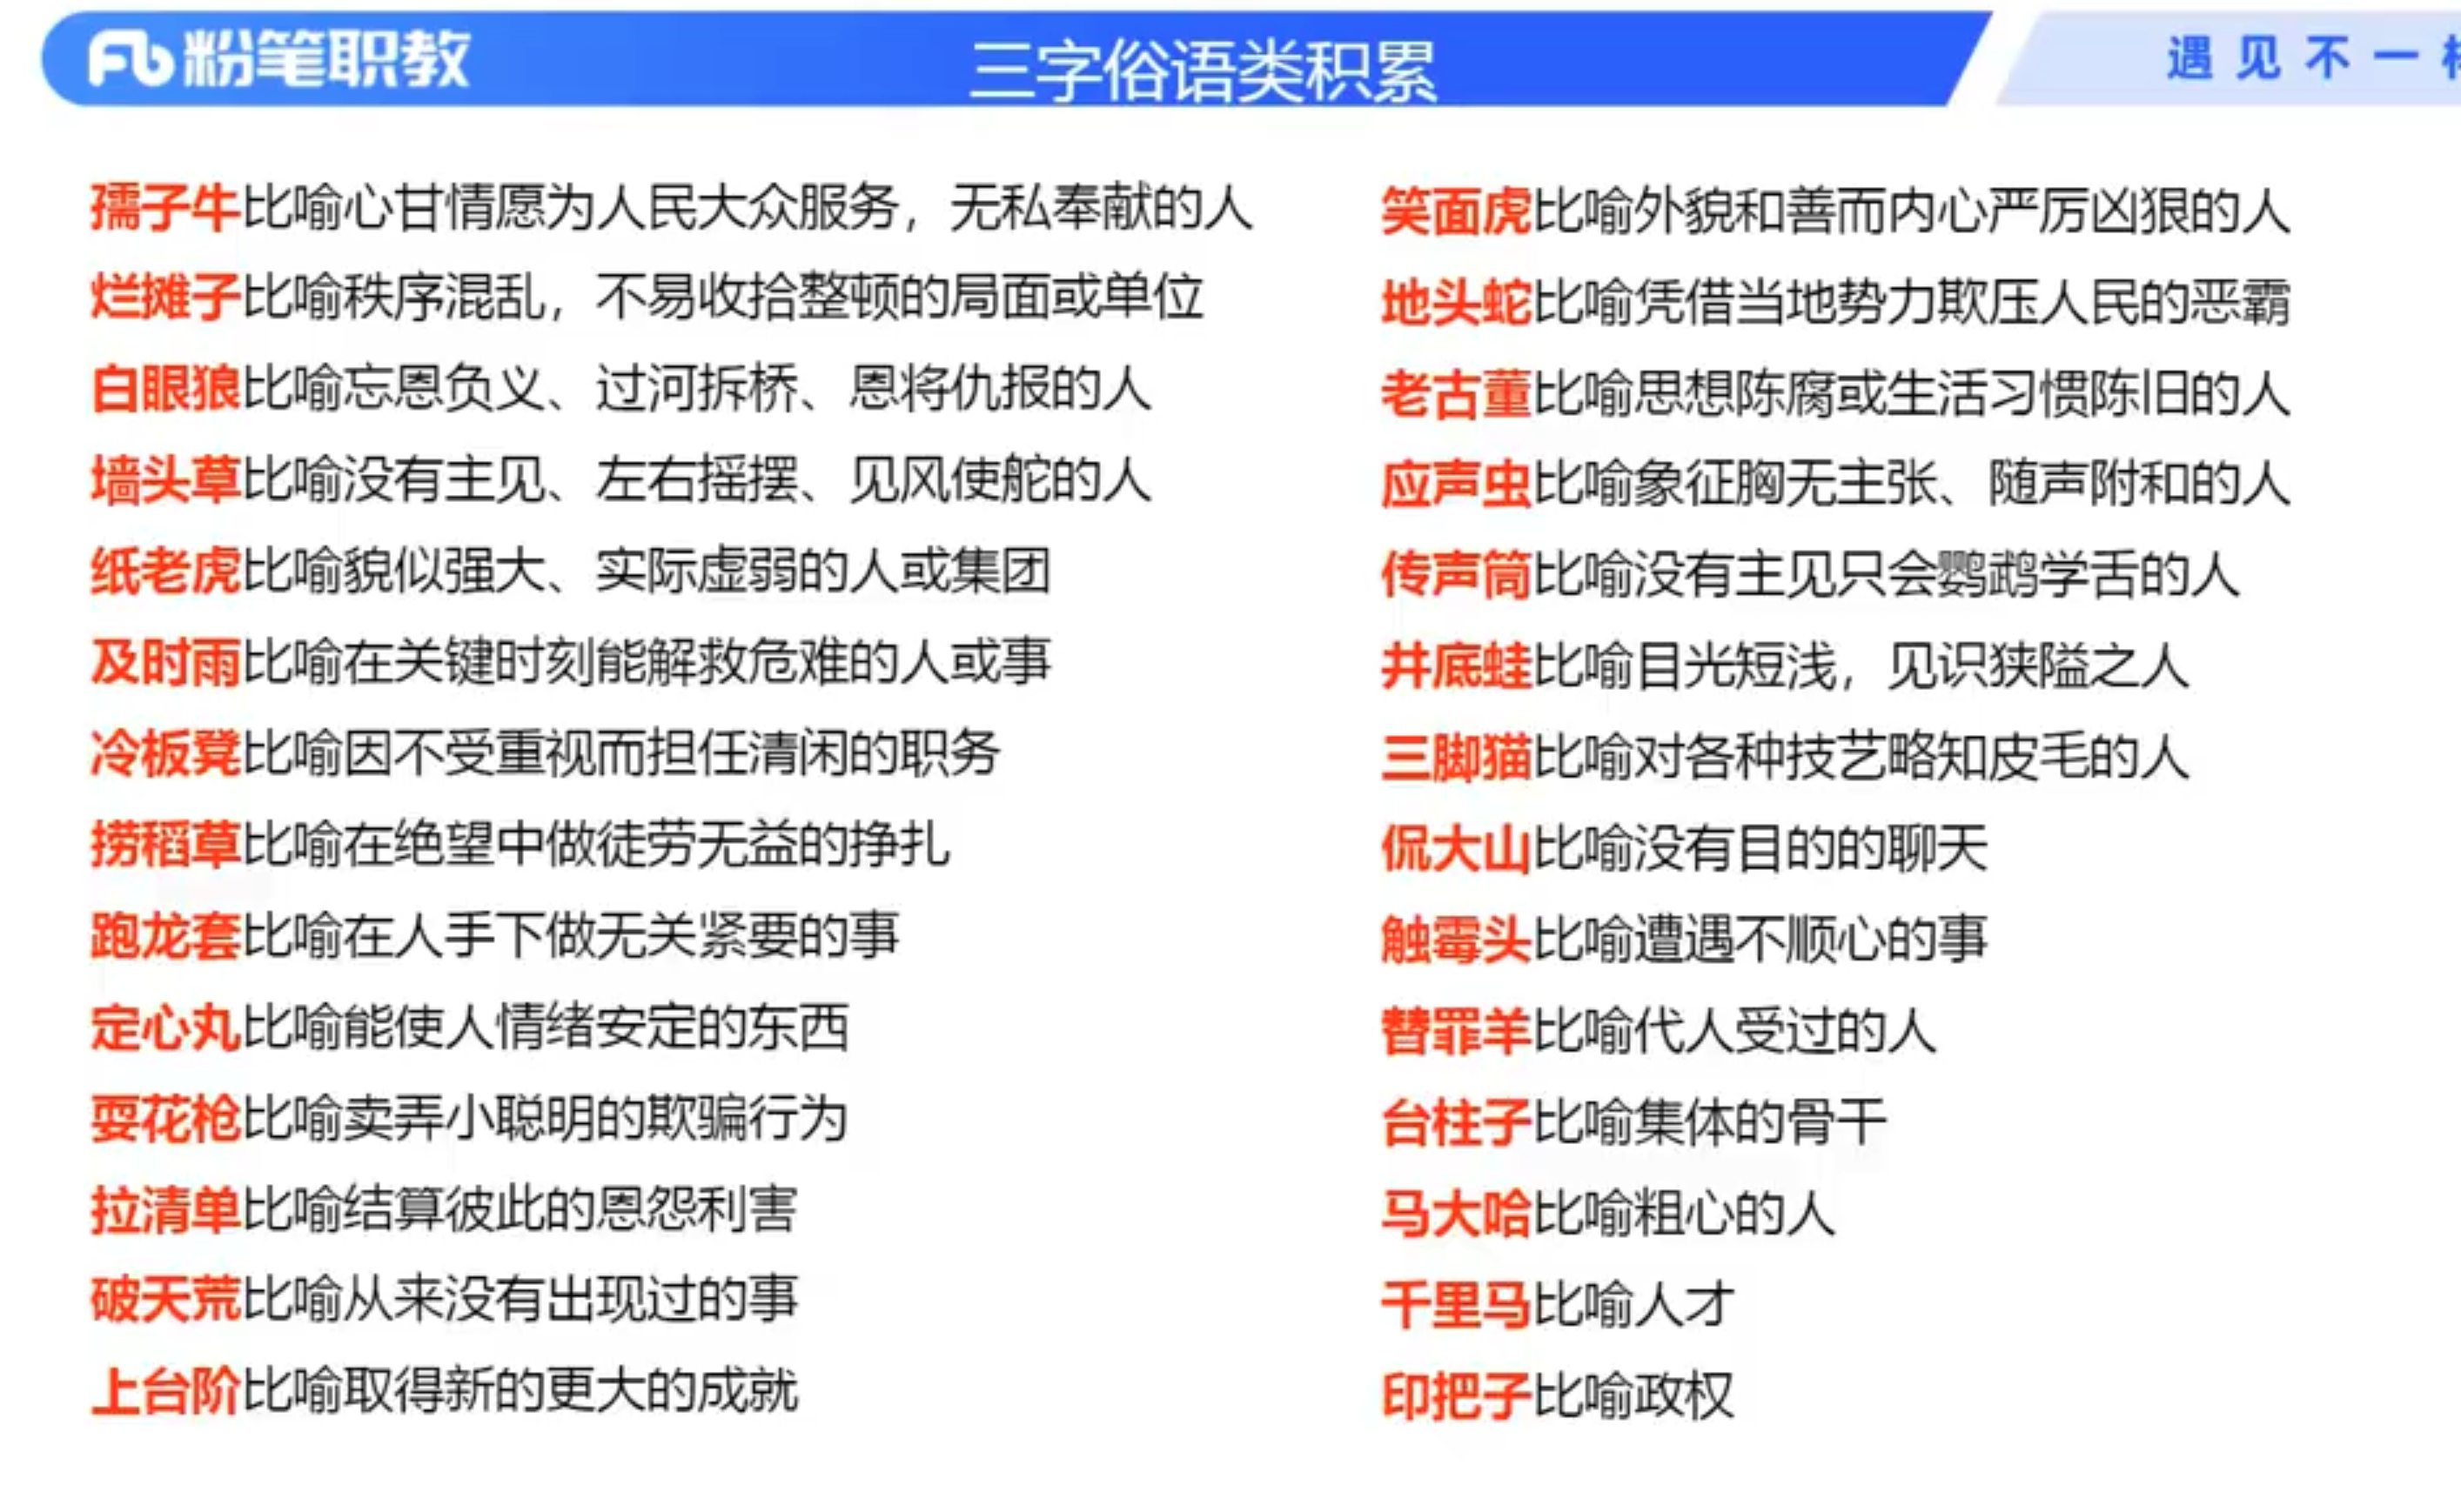 粉笔职教
三字俗语类积累
遇见不一
孺子牛比喻心甘情愿为人民大众服务，无私奉献的人
烂摊子比喻秩序混乱，不易收拾整顿的局面或单位
白眼狼比喻忘恩负义、过河拆桥、恩将仇报的人
墙头草比喻没有主见、左右摇摆、见风使舵的人
纸老虎比喻貌似强大、实际虚弱的人或集团
及时雨比喻在关键时刻能解救危难的人或事
冷板凳比喻因不受重视而担任清闲的职务
捞稻草比喻在绝望中做徒劳无益的挣扎
跑龙套比喻在人手下做无关紧要的事
定心丸比喻能使人情绪安定的东西
耍花枪比喻卖弄小聪明的欺骗行为
拉清单比喻结算彼此的恩怨利害
破天荒比喻从来没有出现过的事
上台阶比喻取得新的更大的成就
笑面虎比喻外貌和善而内心严厉凶狠的人
地头蛇比喻凭借当地势力欺压人民的恶霸
老古董比喻思想陈腐或生活习惯陈旧的人
应声虫比喻象征胸无主张、随声附和的人
传声筒比喻没有主见只会鹦鹉学舌的人
井底蛙比喻目光短浅，见识狭隘之人
三脚猫比喻对各种技艺略知皮毛的人
侃大山比喻没有目的的聊天
触霉头比喻遭遇不顺心的事
替罪羊比喻代人受过的人
台柱子比喻集体的骨干
马大哈比喻粗心的人
千里马比喻人才
印把子比喻政权